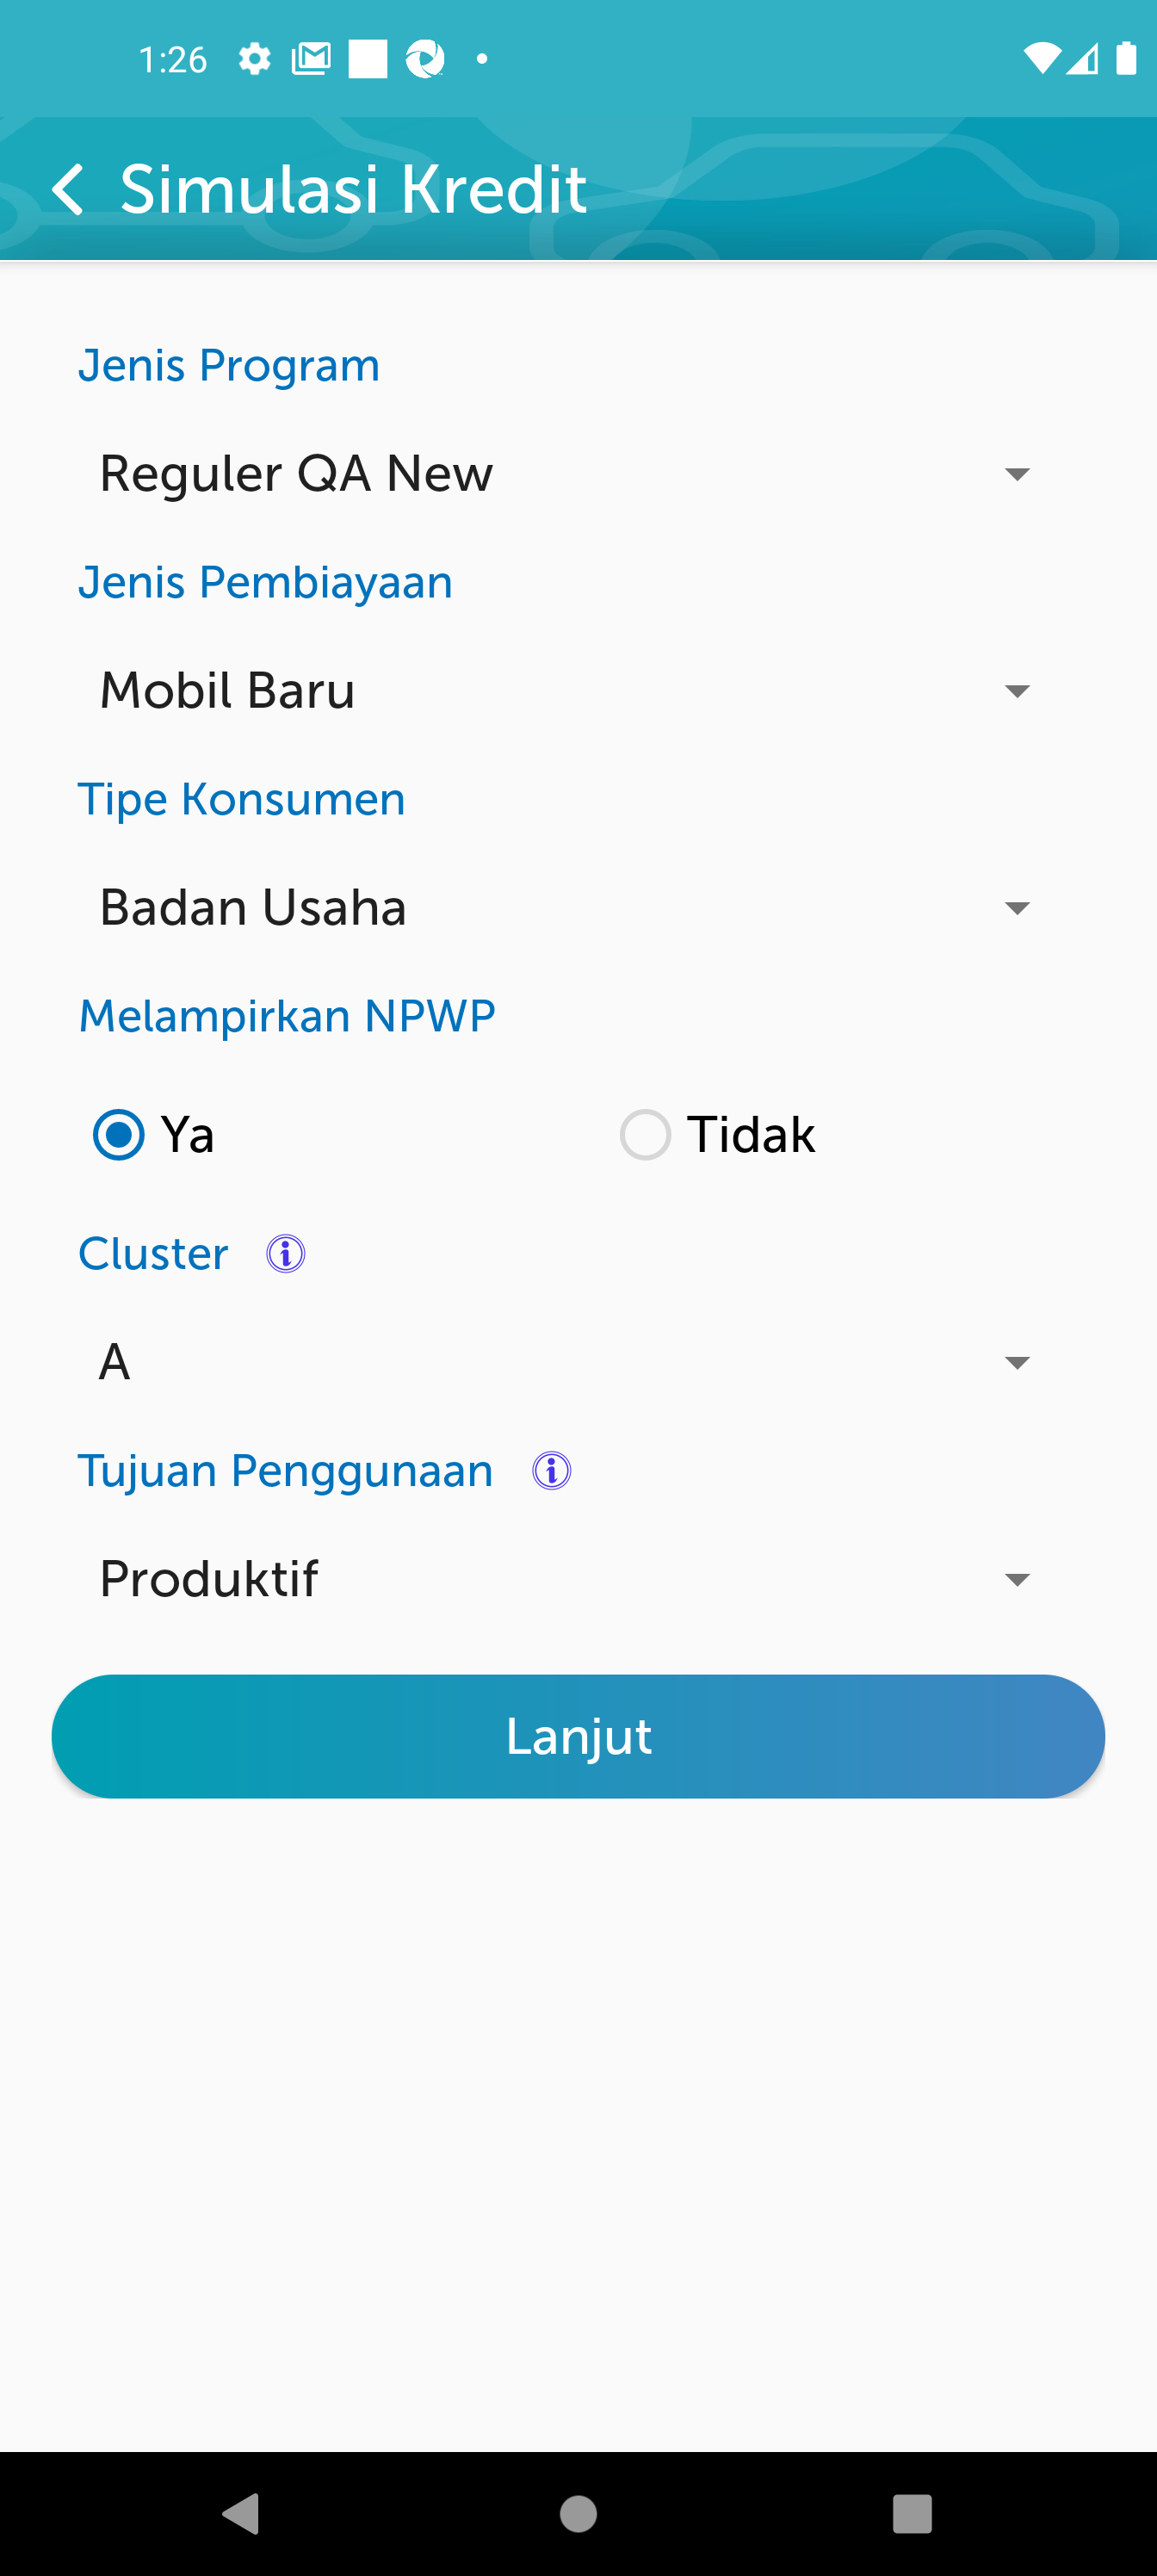 1:26
Simulasi Kredit
Jenis Program
Reguler QA New
Jenis Pembiayaan
Mobil Baru
Tipe Konsumen
Badan Usaha
Melampirkan NPWP
Ya Tidak
Cluster
A
Tujuan Penggunaan
Produktif
Lanjut